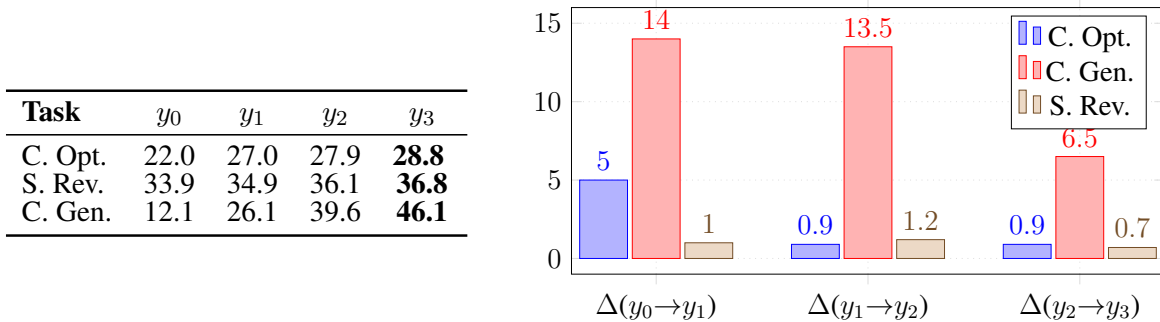 Task y0 y1 y2 y3
C. Opt. 22.0 27.0 27.9 28.8
S. Rev. 33.9 34.9 36.1 36.8
C. Gen. 12.1 26.1 39.6 46.1
15
10
5
0
5
14
1
0.9
13.5
1.2
0.9
6.5
0.7
C. Opt.
C. Gen.
S. Rev.
Δ(y0→y1) Δ(y1→y2) Δ(y2→y3)